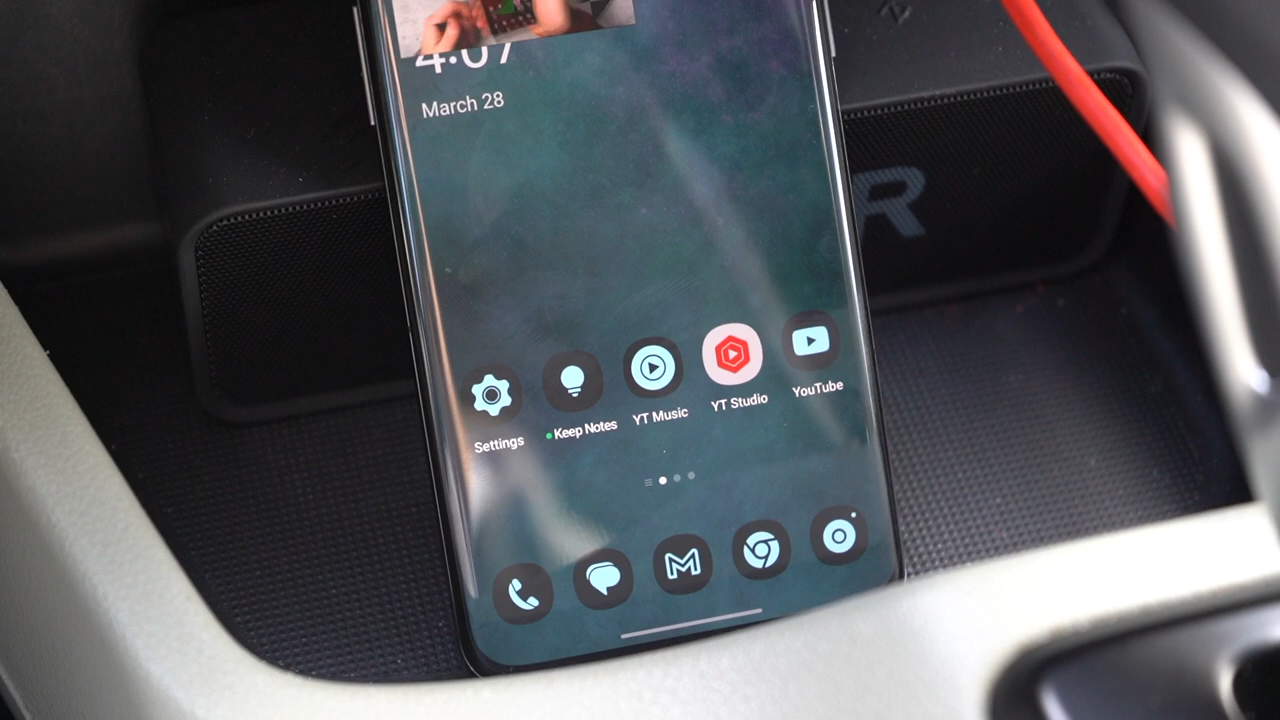 4:07
March 28
R
Settings
Keep Notes
YT Music
YT Studio
YouTube